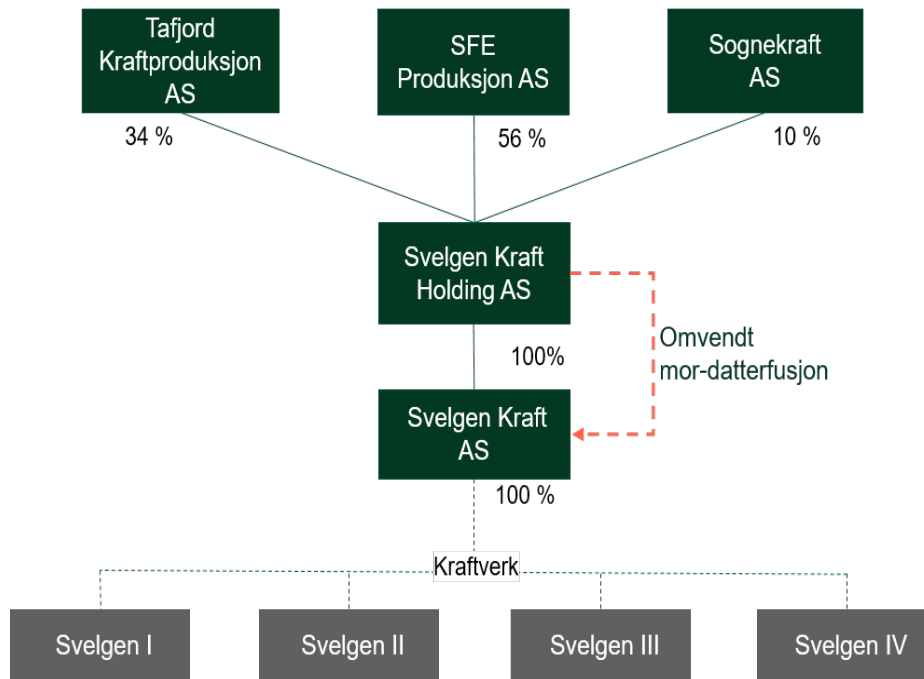 Tafjord
Kraftproduksjon
AS
SFE
Produksjon AS
Sognekraft
AS
34 %
56 %
10 %
Svelgen Kraft
Holding AS
Omvendt
mor-datterfusjon
100%
Svelgen Kraft
AS
100 %
Kraftverk
Svelgen I
Svelgen II
Svelgen III
Svelgen IV